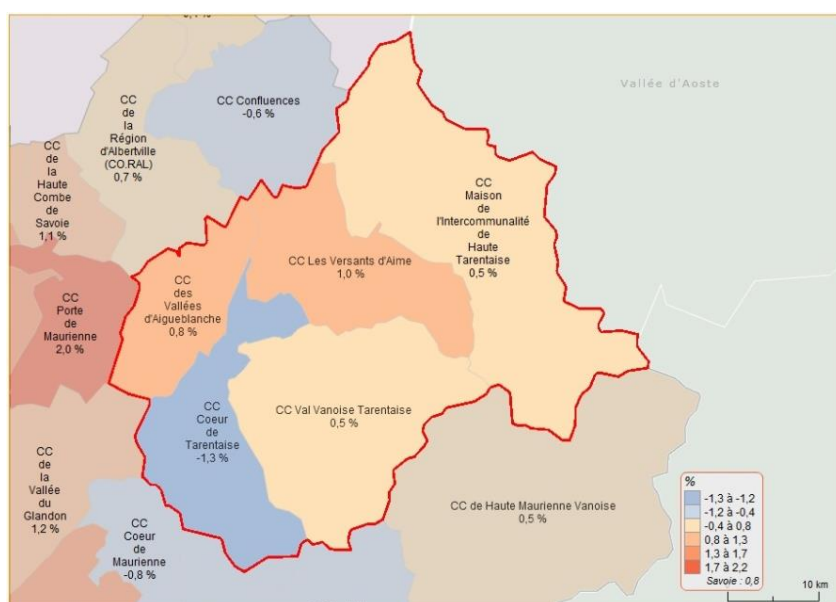 Vallée d'Aoste
CC Confluences
-0,6 %
CC
de
la
Région
d'Albertville
(CO.RAL)
0,7 %
CC
de
la
Haute
Combe
de
Savoie
1,1 %
CC
Maison
de
l'Intercommunalité
de
Haute
Tarentaise
0,5 %
CC Les Versants d'Aime
1,0 %
CC
des
Vallées
d'Aigueblanche
0,8 %
CC
Porte
de
Maurienne
2,0 %
CC
Coeur
de
Tarentaise
-1,3 %
CC Val Vanoise Tarentaise
0,5 %
CC
de
la
Vallée
du
Glandon
1,2 %
CC
Coeur
de
Maurienne
-0,8 %
CC de Haute Maurienne Vanoise
0,5 %
%
-1,3 à -1,2
-1,2 à -0,4
-0,4 à 0,8
0,8 à 1,3
1,3 à 1,7
1,7 à 2,2
Savoie : 0,8
10 km